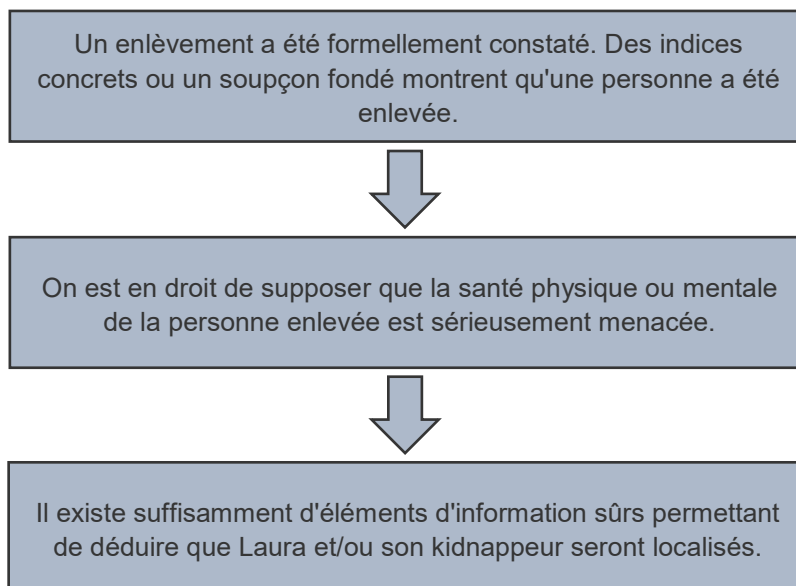 Un enlèvement a été formellement constaté. Des indices
concrets ou un soupçon fondé montrent qu'une personne a été
enlevée.
On est en droit de supposer que la santé physique ou mentale
de la personne enlevée est sérieusement menacée.
Il existe suffisamment d'éléments d'information sûrs permettant
de déduire que Laura et/ou son kidnappeur seront localisés.